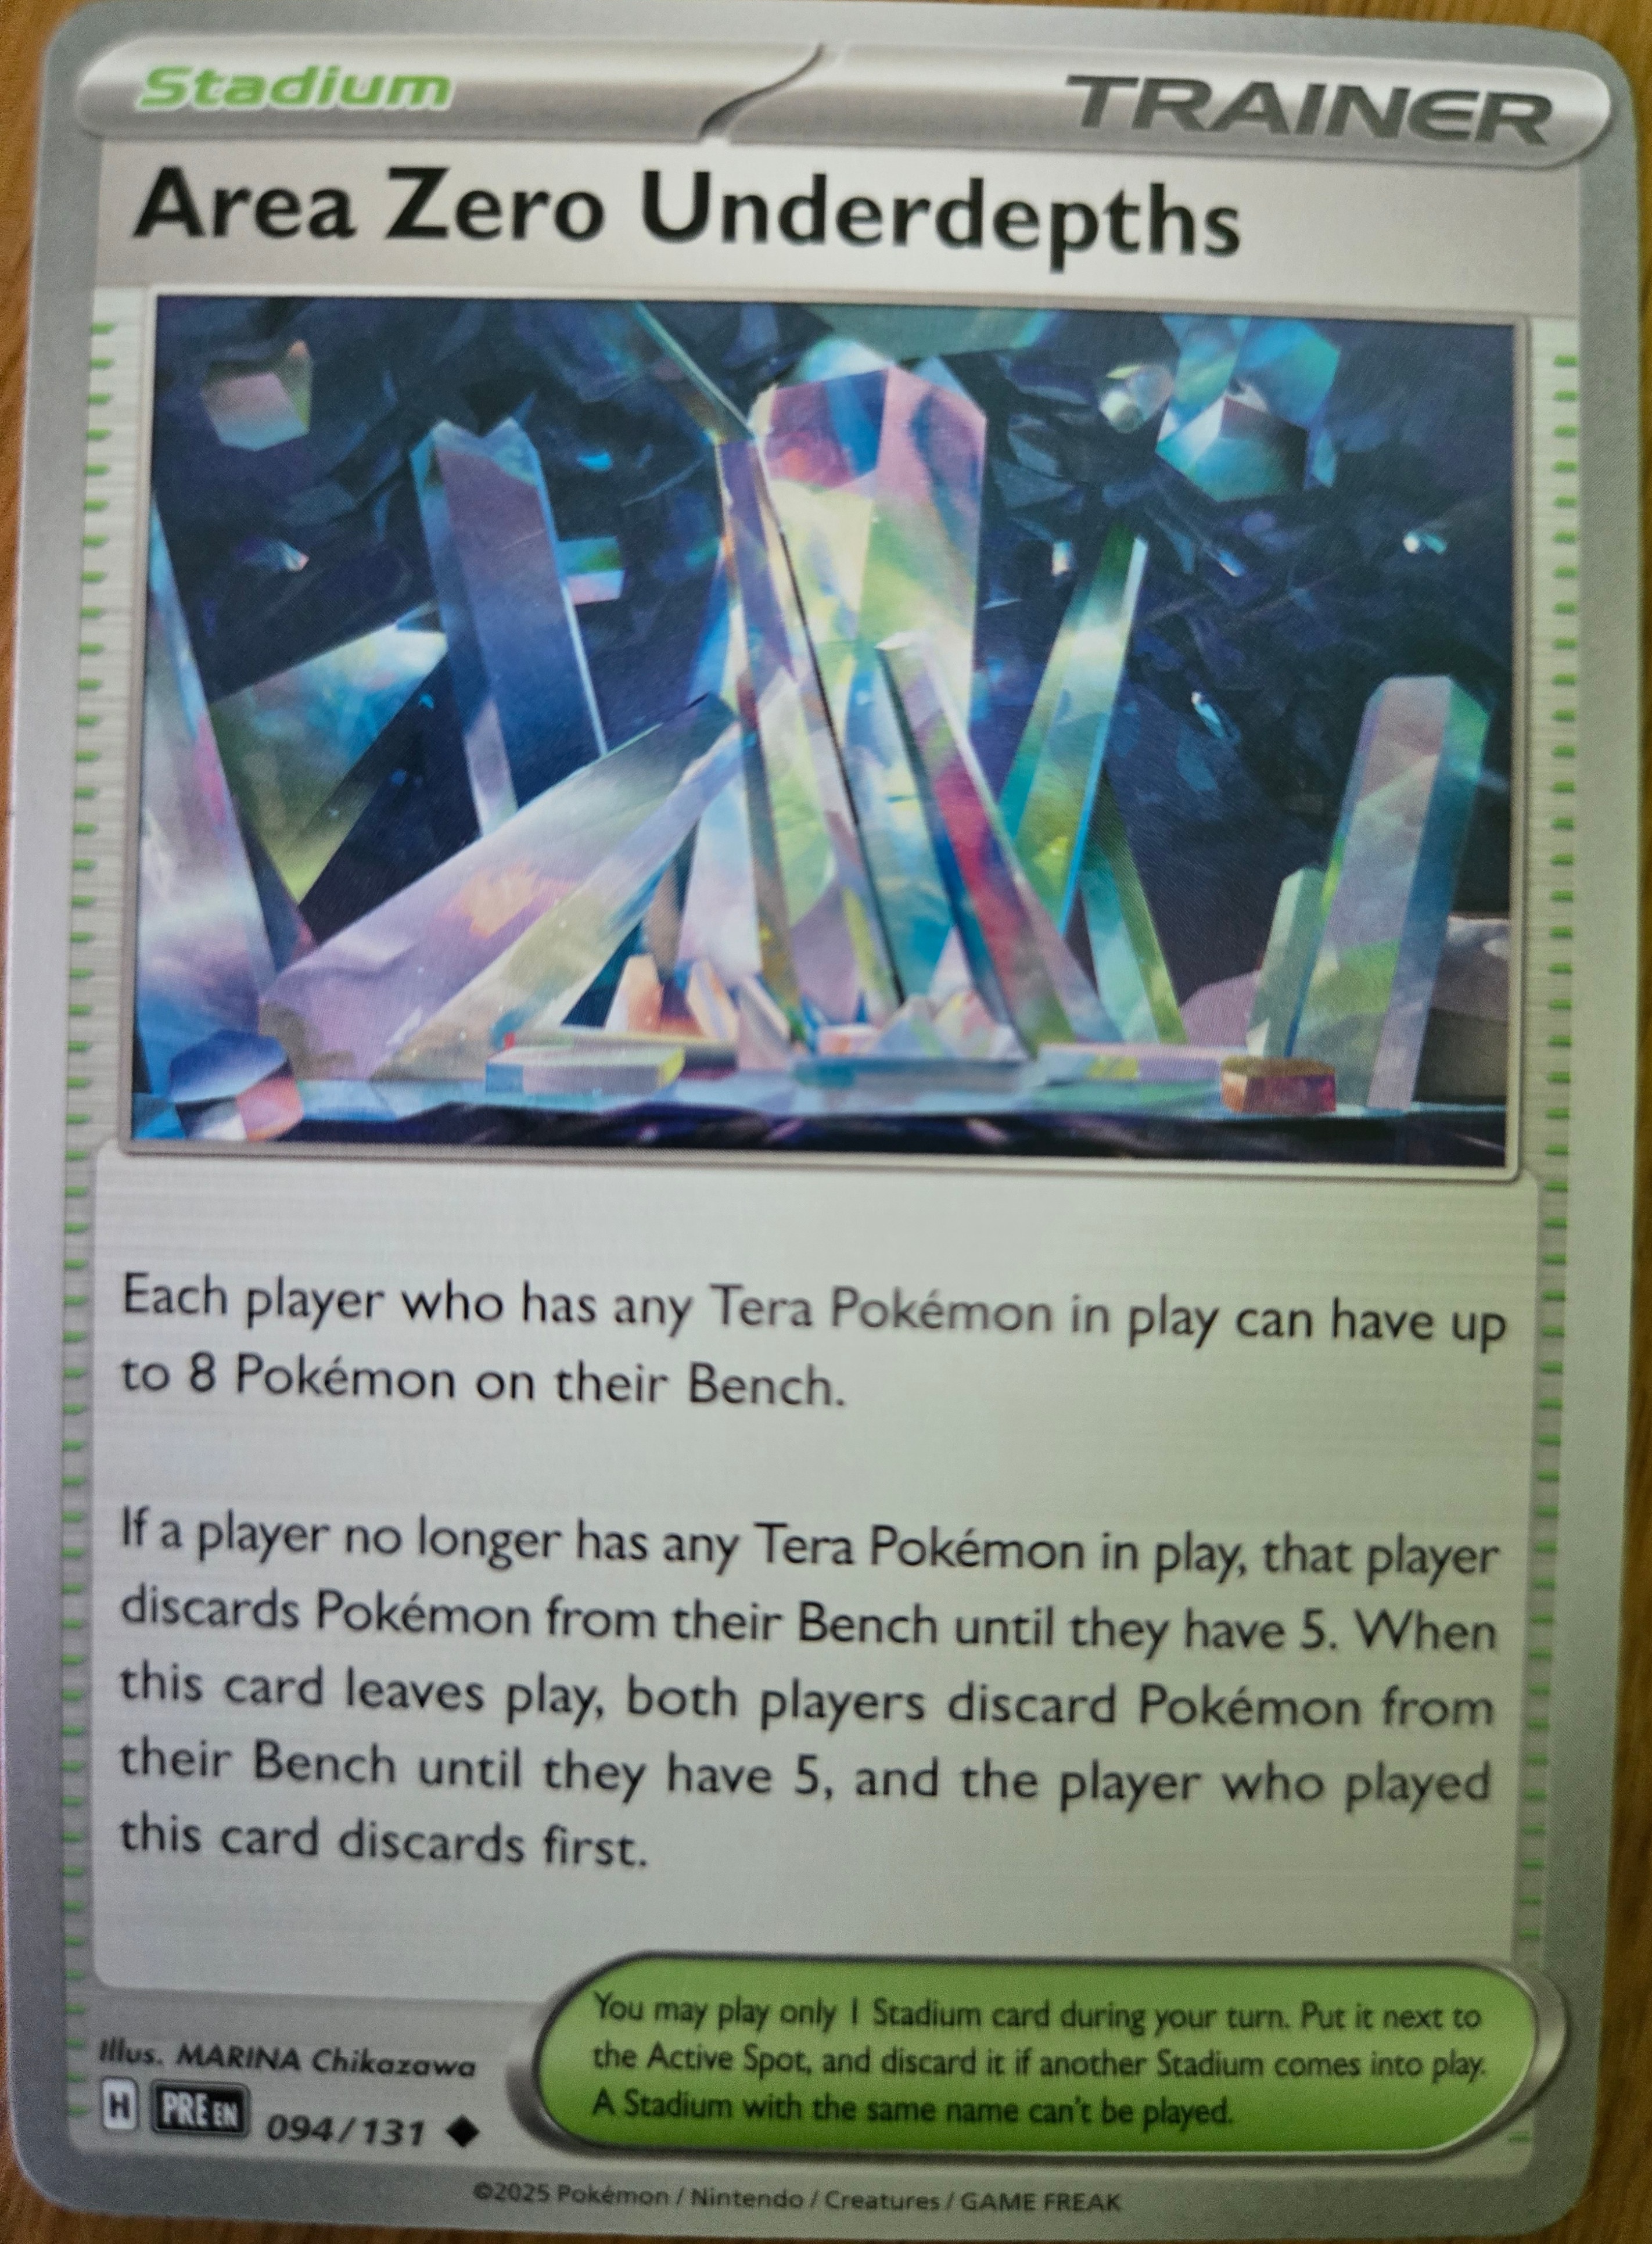 Stadium
TRAINER
Area Zero Underdepths
Each player who has any Tera Pokémon in play can have up
to 8 Pokémon on their Bench.
If a player no longer has any Tera Pokémon in play, that player
discards Pokémon from their Bench until they have 5. When
this card leaves play, both players discard Pokémon from
their Bench until they have 5, and the player who played
this card discards first.
You may play only 1 Stadium card during your turn. Put it next to
the Active Spot, and discard it if another Stadium comes into play.
A Stadium with the same name can't be played.
Illus. MARINA Chikazawa
H PRE EN 094/131
©2025 Pokémon / Nintendo / Creatures / GAME FREAK